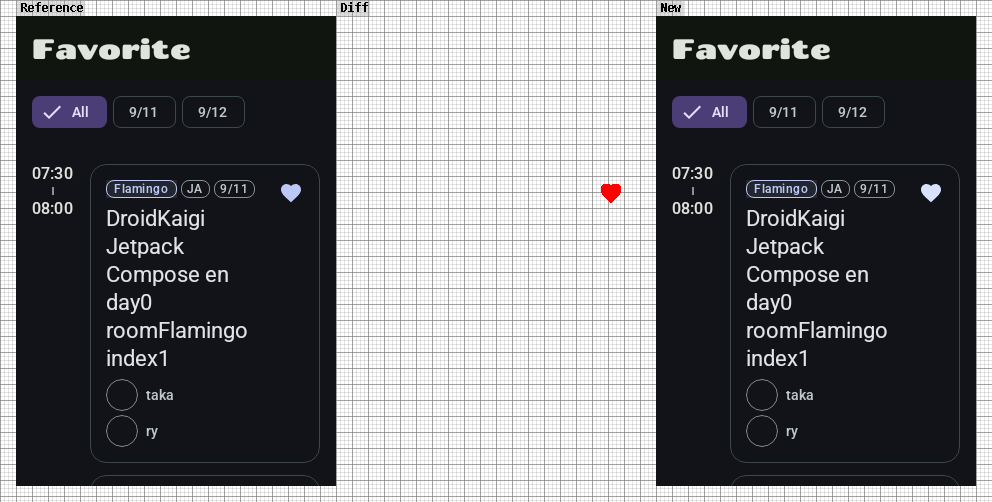 Reference
Diff
New
Favorite
All
9/11
9/12
07:30
08:00
Flamingo
JA
9/11
DroidKaigi
Jetpack
Compose en
day0
roomFlamingo
index1
taka
ry
Favorite
All
9/11
9/12
07:30
08:00
Flamingo
JA
9/11
DroidKaigi
Jetpack
Compose en
day0
roomFlamingo
index1
taka
ry